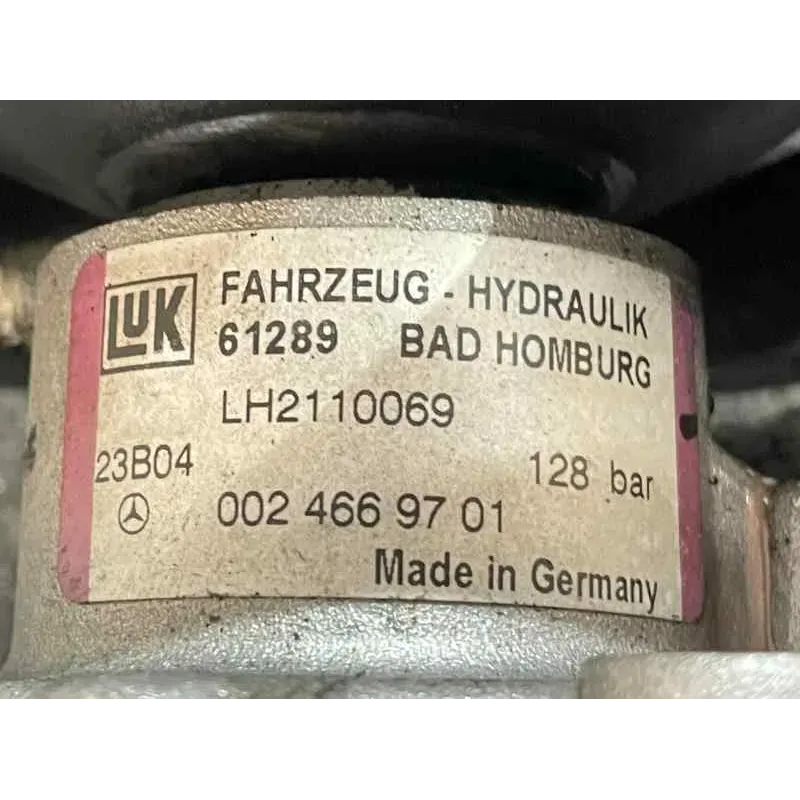 LUK
FAHRZEUG - HYDRAULIK
61289 BAD HOMBURG
LH2110069
23B04 128 bar
002 466 97 01
Made in Germany